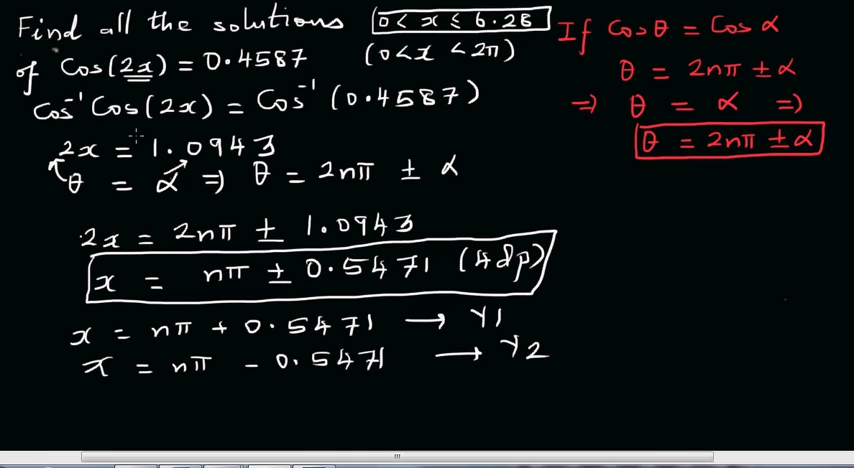 Find all the solutions 0 < x ≤ 6.28
of Cos(2x) = 0.4587 (0 < x < 2π)
Cos⁻¹ Cos(2x) = Cos⁻¹ (0.4587)
2x = 1.0943
θ = α ⇒ θ = 2nπ ± α
2x = 2nπ ± 1.0943
x = nπ ± 0.5471 (4dp)
x = nπ + 0.5471 → Y1
x = nπ - 0.5471 → Y2
If Cosθ = Cosα
θ = 2nπ ± α
⇒ θ = α ⇒
θ = 2nπ ± α